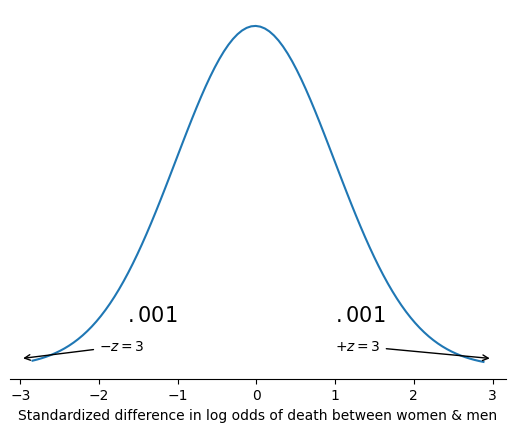 .001 .001
−z = 3 +z = 3
−3 −2 −1 0 1 2 3
Standardized difference in log odds of death between women & men